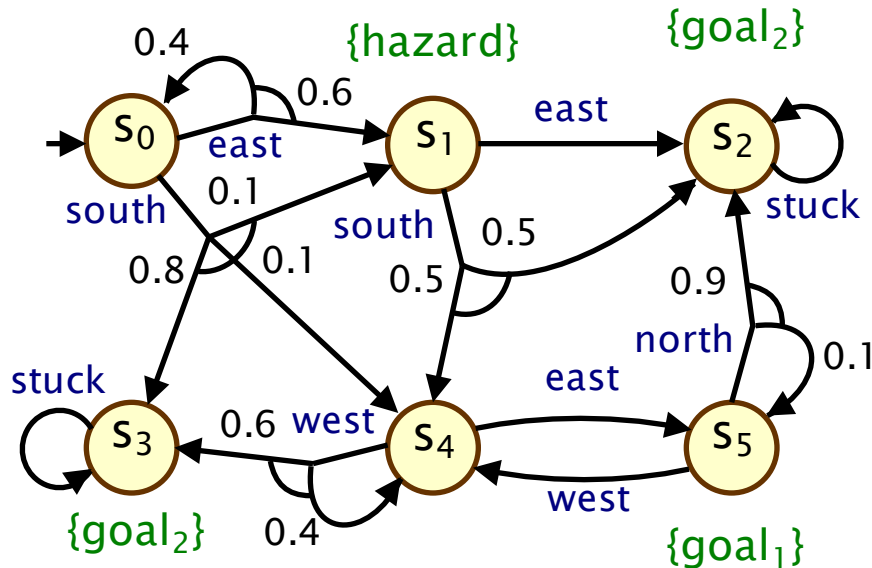 0.4
{hazard}
{goal₂}
0.6
s₀
east
s₁
east
s₂
0.1
south
south
0.5
stuck
0.8
0.1
0.5
0.9
north
0.1
stuck
east
0.6
west
s₃
s₄
s₅
west
0.4
{goal₂}
{goal₁}